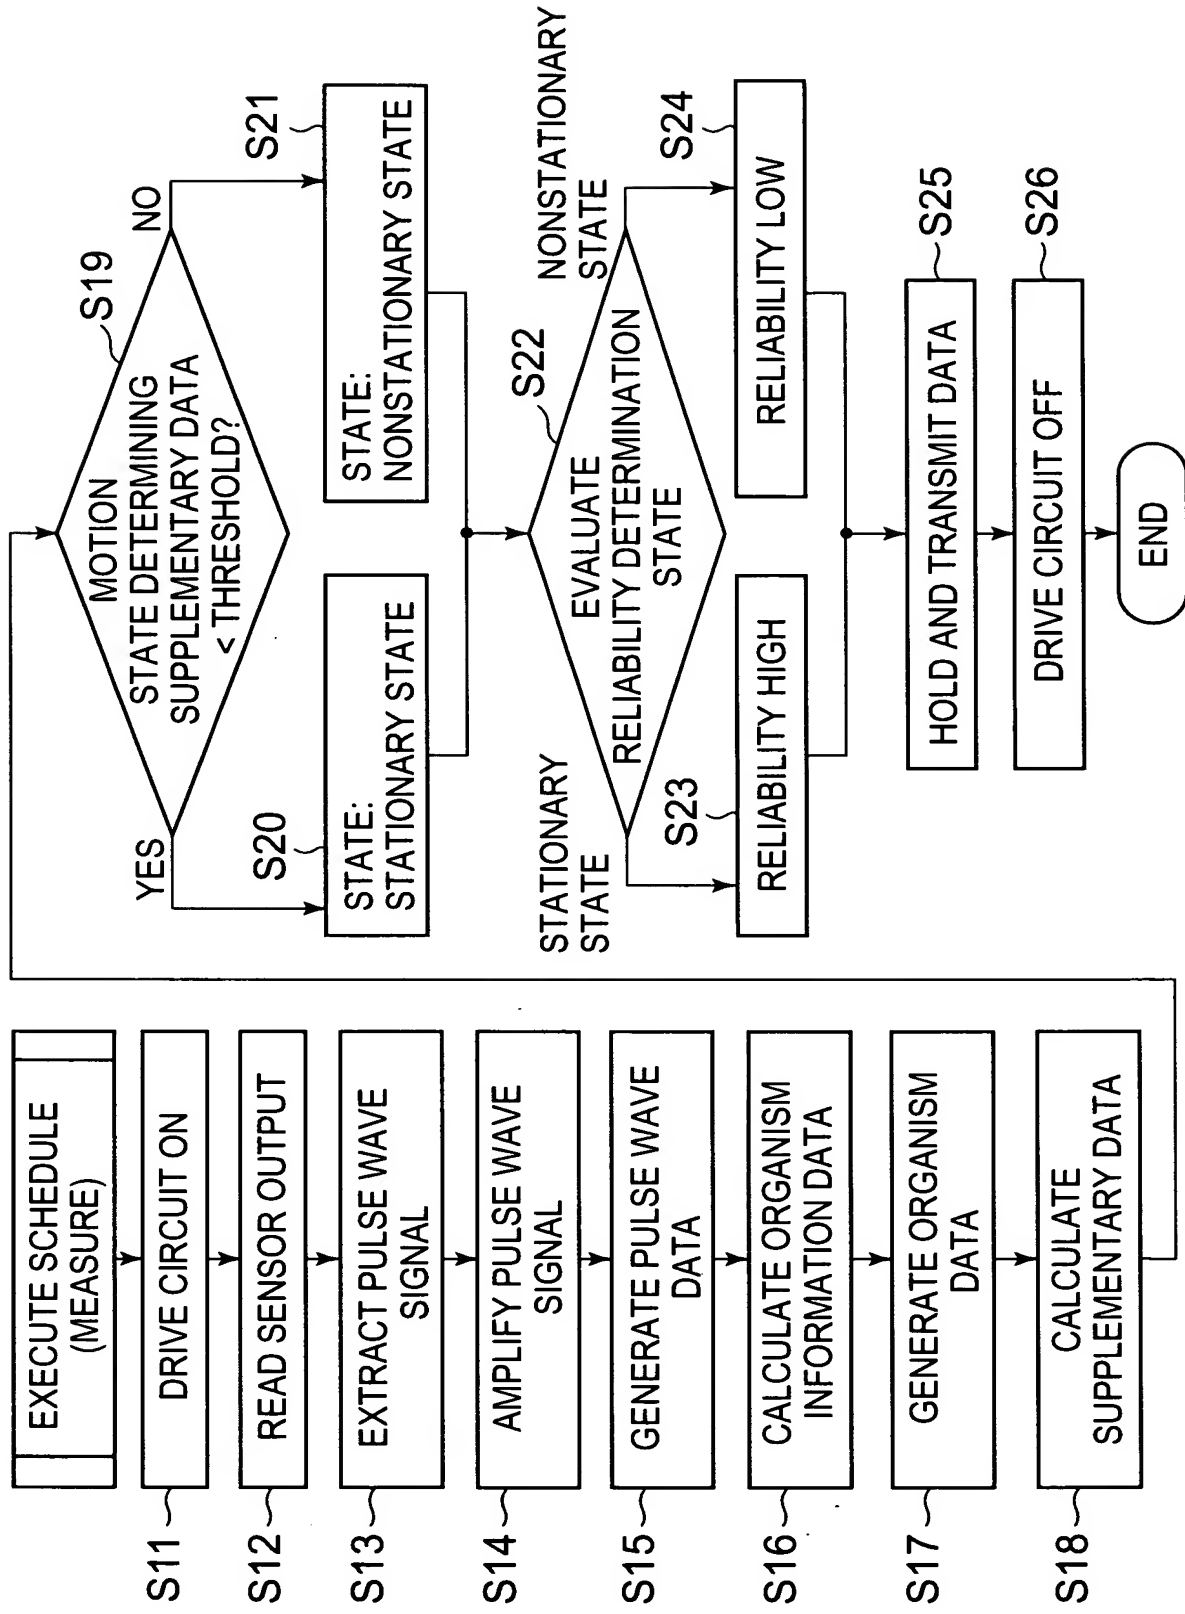 EXECUTE SCHEDULE
(MEASURE)
S11
DRIVE CIRCUIT ON
S12
READ SENSOR OUTPUT
S13
EXTRACT PULSE WAVE
SIGNAL
S14
AMPLIFY PULSE WAVE
SIGNAL
S15
GENERATE PULSE WAVE
DATA
S16
CALCULATE ORGANISM
INFORMATION DATA
S17
GENERATE ORGANISM
DATA
S18
CALCULATE
SUPPLEMENTARY DATA
S19
MOTION
STATE DETERMINING
SUPPLEMENTARY DATA
< THRESHOLD?
YES
NO
S20
STATE:
STATIONARY STATE
S21
STATE:
NONSTATIONARY STATE
S22
EVALUATE
RELIABILITY DETERMINATION
STATE
STATIONARY
STATE
NONSTATIONARY
STATE
S23
RELIABILITY HIGH
S24
RELIABILITY LOW
S25
HOLD AND TRANSMIT DATA
S26
DRIVE CIRCUIT OFF
END